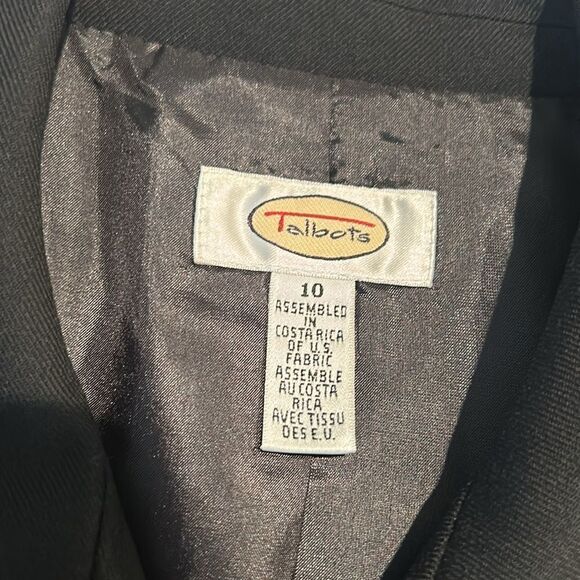 Talbots
10
ASSEMBLED
IN
COSTA RICA
OF U.S.
FABRIC
ASSEMBLE
AU COSTA
RICA
AVEC TISSU
DES E.U.